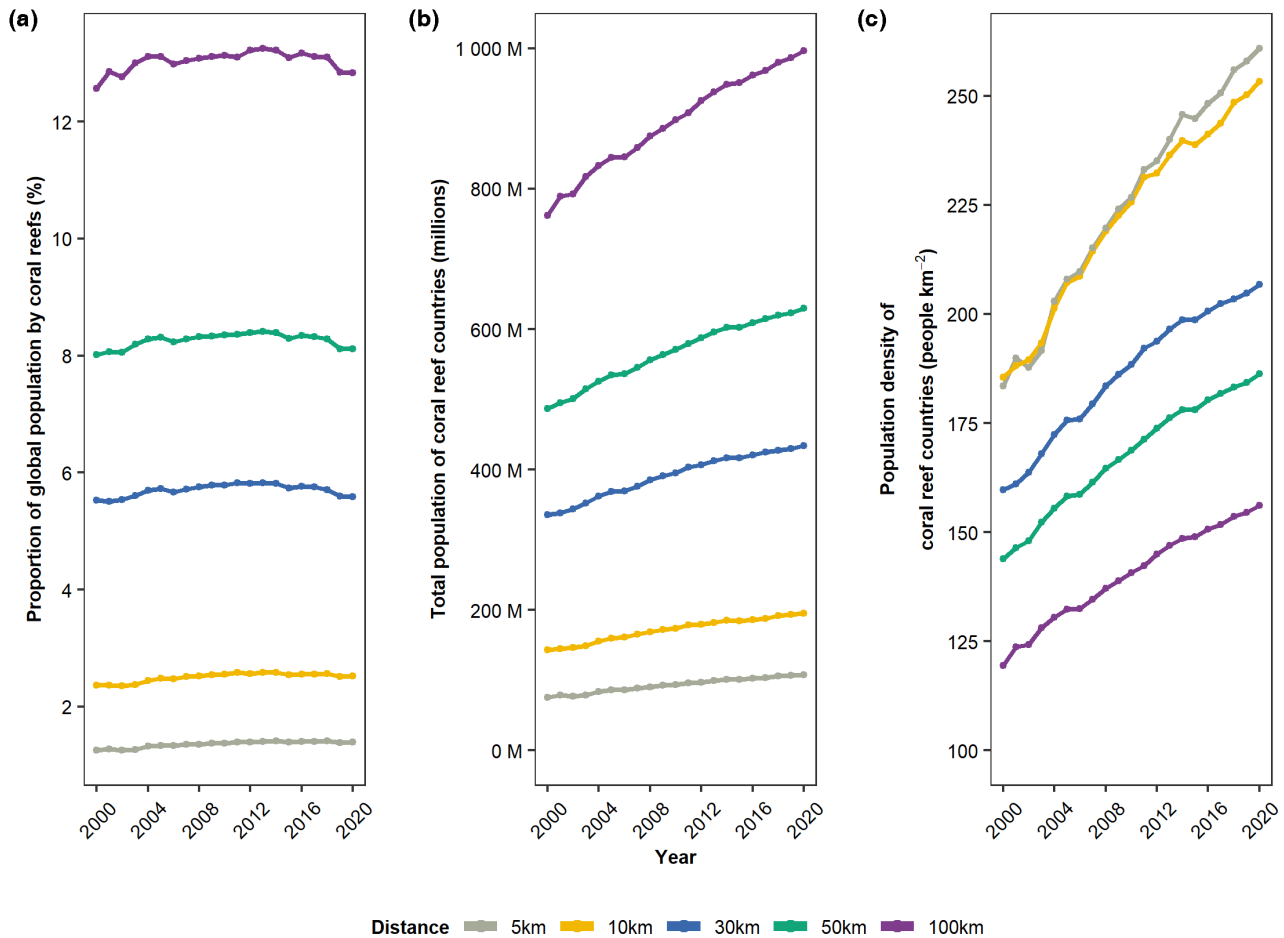 (a)
Proportion of global population by coral reefs (%)
12
10
8
6
4
2
2000
2004
2008
2012
2016
2020
(b)
Total population of coral reef countries (millions)
1 000 M
800 M
600 M
400 M
200 M
0 M
2000
2004
2008
2012
2016
2020
Year
(c)
Population density of
coral reef countries (people km⁻²)
250
225
200
175
150
125
100
2000
2004
2008
2012
2016
2020
Distance 5km 10km 30km 50km 100km